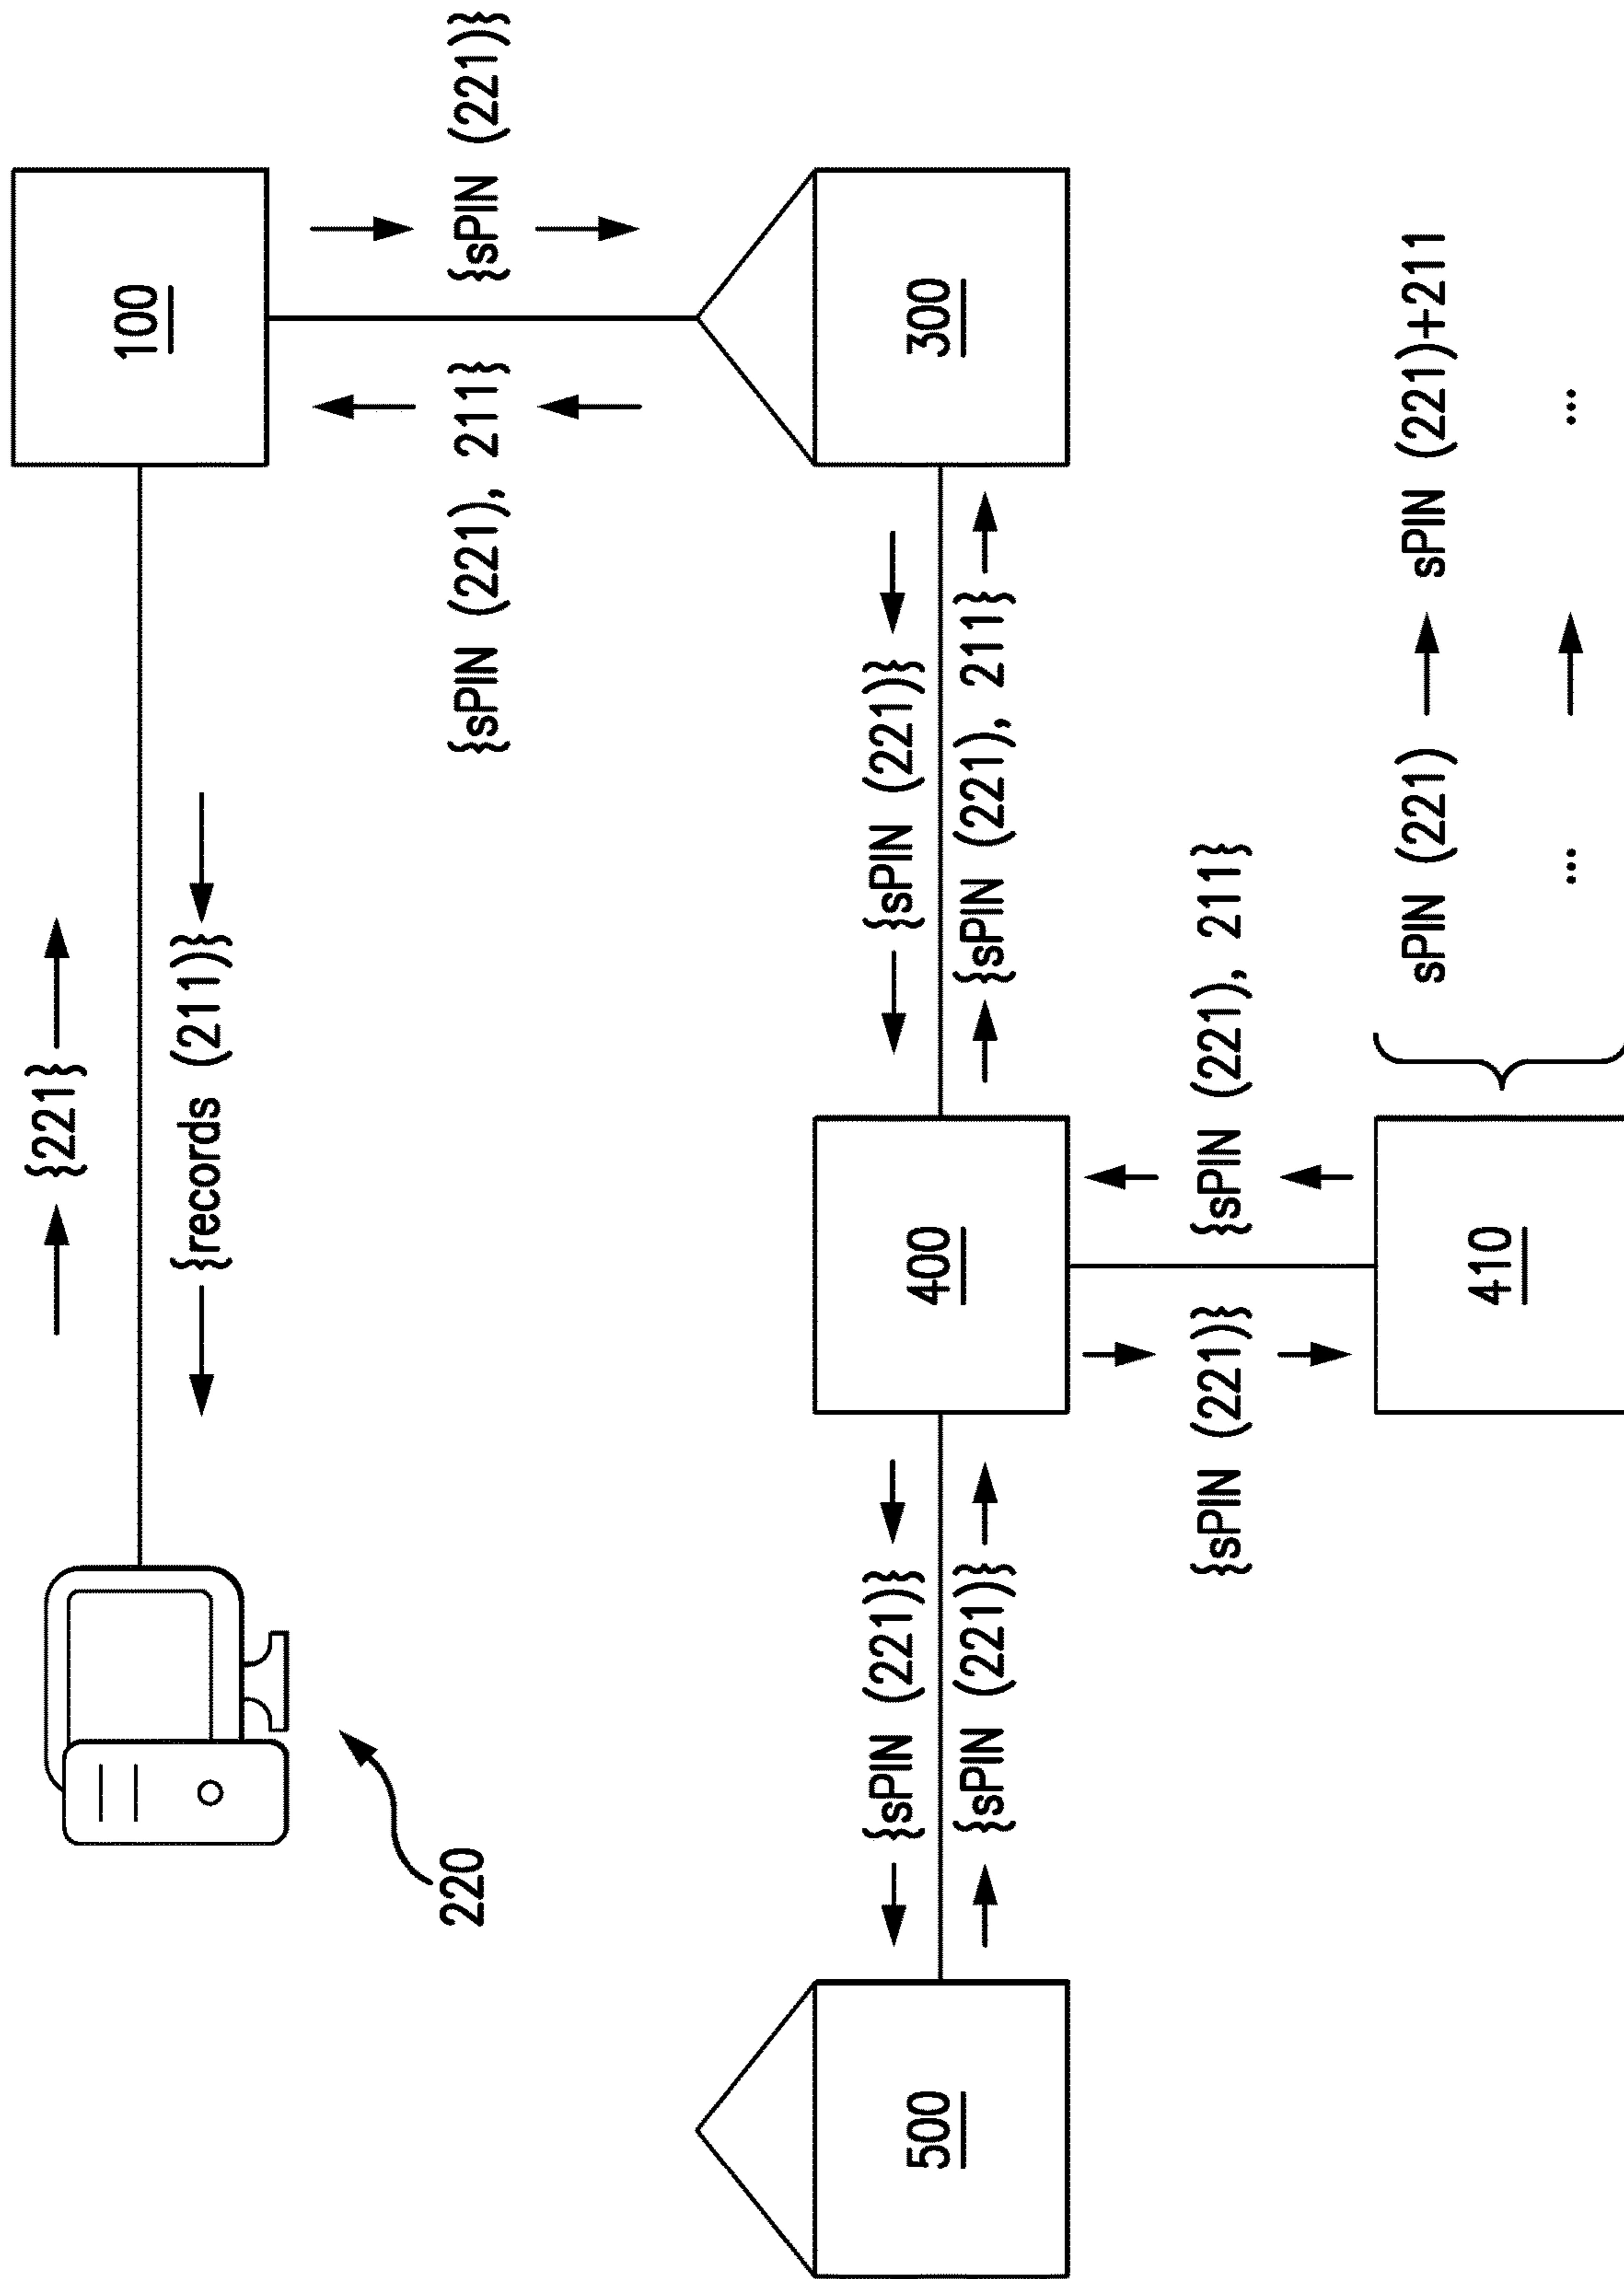 {221}
100
{records (211)}
220
{sPIN (221), 211}
{sPIN (221)}
{sPIN (221)}
{sPIN (221)}
500
400
300
{sPIN (221)}
{sPIN (221), 211}
{sPIN (221)}
{sPIN (221), 211}
sPIN (221) → sPIN (221)+211
410
... → ...